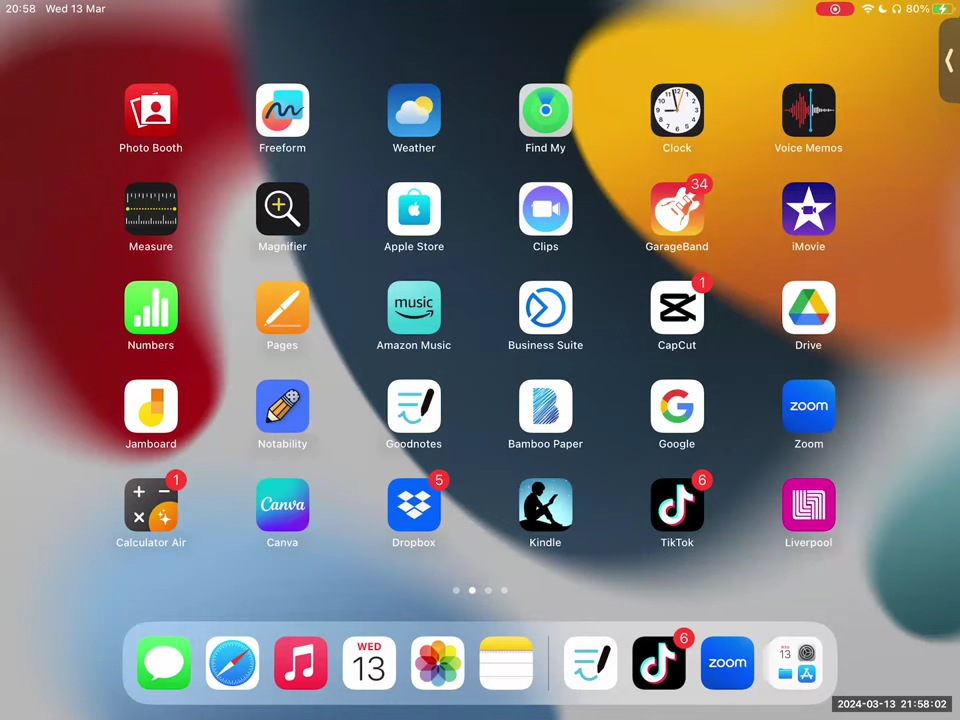 20:58 Wed 13 Mar
80%
Photo Booth
Freeform
Weather
Find My
Clock
Voice Memos
34
Measure
Magnifier
Apple Store
Clips
GarageBand
iMovie
music
1
Numbers
Pages
Amazon Music
Business Suite
CapCut
Drive
zoom
Jamboard
Notability
Goodnotes
Bamboo Paper
Google
Zoom
1
5
6
Canva
Calculator Air
Canva
Dropbox
Kindle
TikTok
Liverpool
WED
13
6
zoom
13
2024-03-13 21:58:02